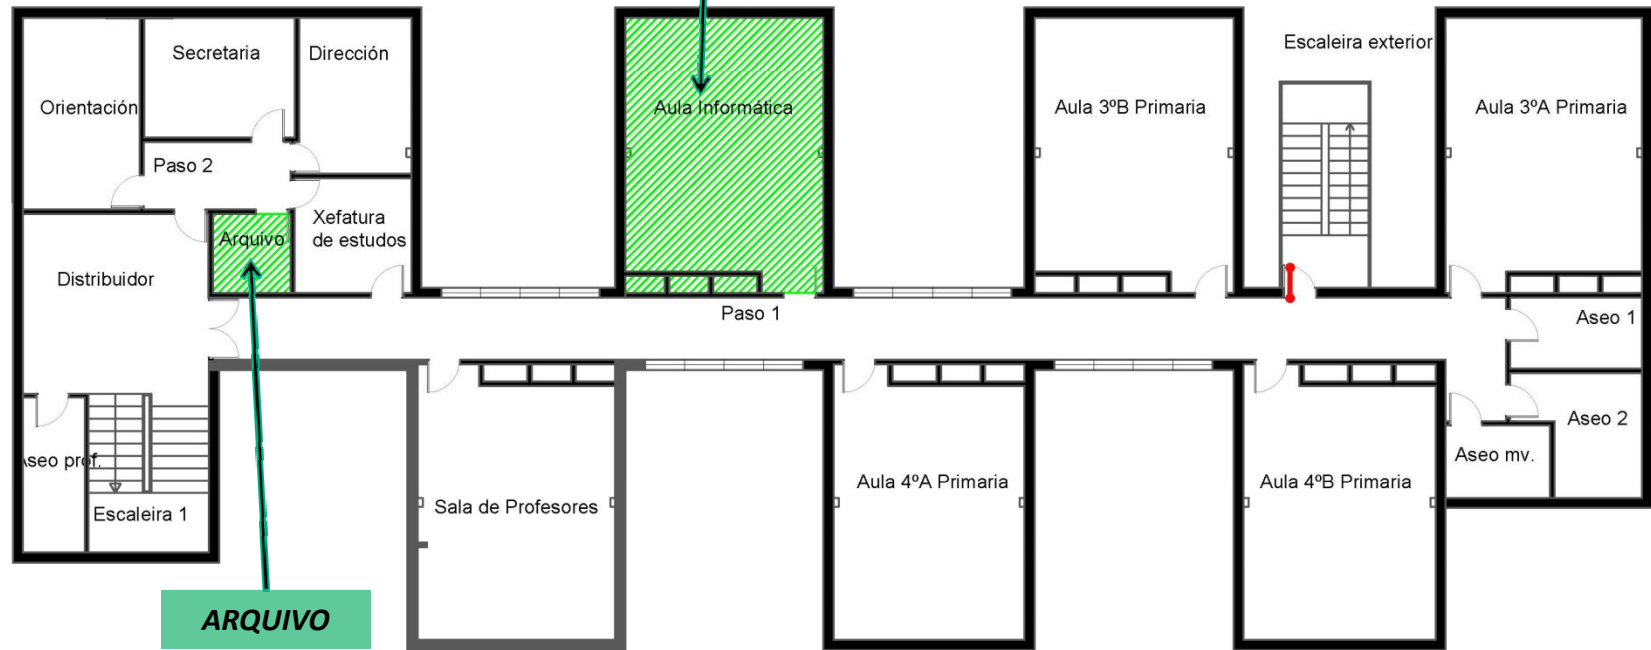 Secretaria
Dirección
Orientación
Paso 2
Arquivo
Xefatura
de estudos
Distribuidor
Aseo prof.
Escaleira 1
ARQUIVO
Aula Informática
Paso 1
Sala de Profesores
Aula 3ºB Primaria
Escaleira exterior
Aula 3ºA Primaria
Aseo 1
Aseo 2
Aseo mv.
Aula 4ºA Primaria
Aula 4ºB Primaria